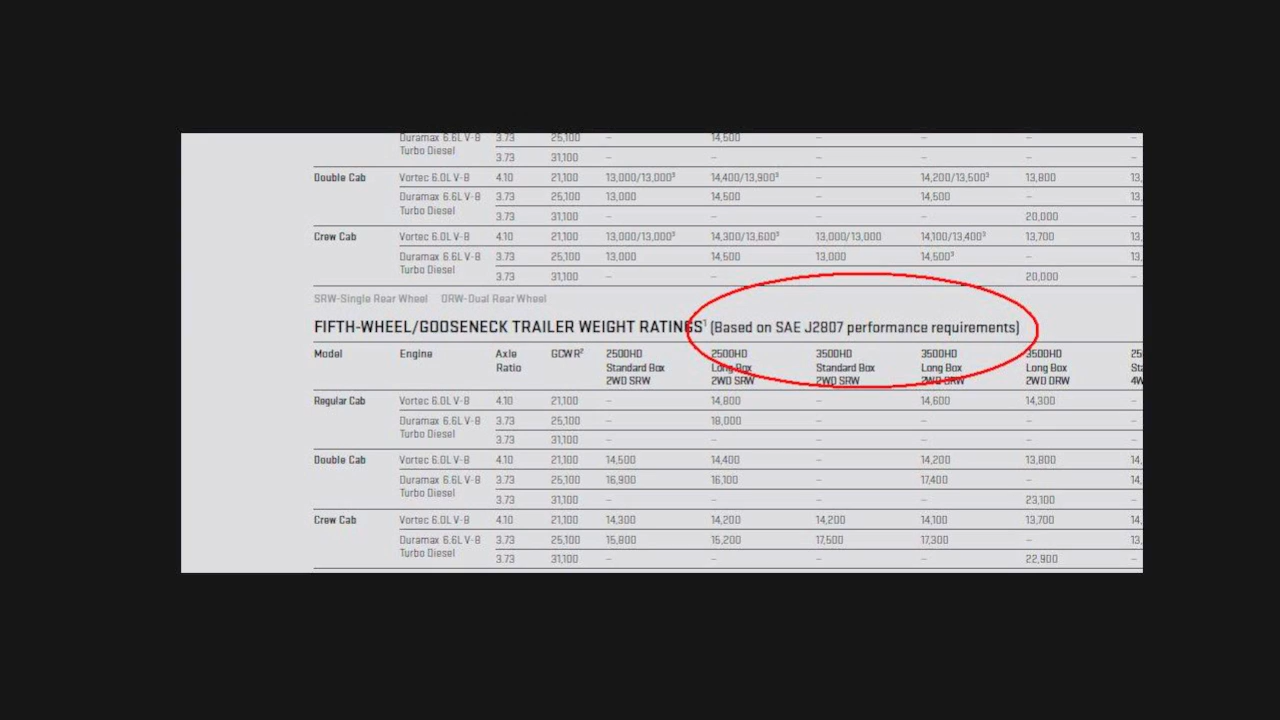 Duramax 6.6L V-8 3.73 25,100 – 14,500 – – –
Turbo Diesel 3.73 31,100 – – – – – –
Double Cab Vortec 6.0L V-8 4.10 21,100 13,000/13,000³ 14,400/13,900³ – 14,200/13,500³ 13,800 13,
Duramax 6.6L V-8 3.73 25,100 13,000 14,500 – 14,500 – 13,
Turbo Diesel 3.73 31,100 – – – – 20,000 –
Crew Cab Vortec 6.0L V-8 4.10 21,100 13,000/13,000³ 14,300/13,600³ 13,000/13,000 14,100/13,400³ 13,700 13,
Duramax 6.6L V-8 3.73 25,100 13,000 14,500 13,000 14,500³ – 13,
Turbo Diesel 3.73 31,100 – – – – 20,000 –
SRW-Single Rear Wheel DRW-Dual Rear Wheel
FIFTH-WHEEL/GOOSENECK TRAILER WEIGHT RATINGS¹ (Based on SAE J2807 performance requirements)
Model Engine Axle GCWR² 2500HD 2500HD 3500HD 3500HD 3500HD 25
Ratio Standard Box Long Box Standard Box Long Box Long Box Sta
2WD SRW 2WD SRW 2WD SRW 2WD SRW 2WD DRW 4W
Regular Cab Vortec 6.0L V-8 4.10 21,100 – 14,800 – 14,600 14,300 –
Duramax 6.6L V-8 3.73 25,100 – 18,000 – – – –
Turbo Diesel 3.73 31,100 – – – – – –
Double Cab Vortec 6.0L V-8 4.10 21,100 14,500 14,400 – 14,200 13,800 14,
Duramax 6.6L V-8 3.73 25,100 16,900 16,100 – 17,400 – 14,
Turbo Diesel 3.73 31,100 – – – – 23,100 –
Crew Cab Vortec 6.0L V-8 4.10 21,100 14,300 14,200 14,200 14,100 13,700 14,
Duramax 6.6L V-8 3.73 25,100 15,800 15,200 17,500 17,300 – 13,
Turbo Diesel 3.73 31,100 – – – – 22,900 –